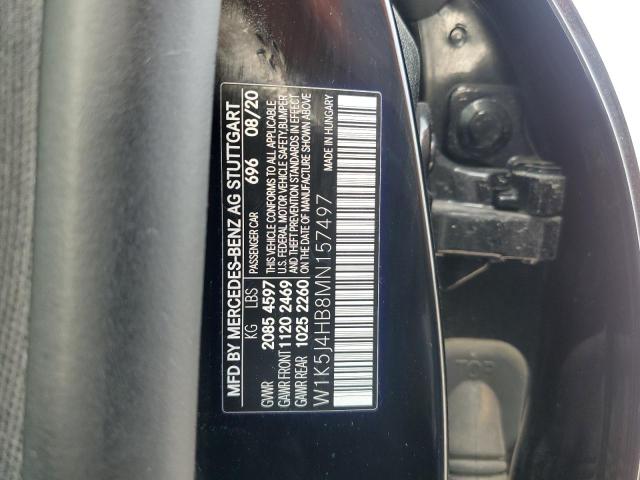 MFD BY MERCEDES-BENZ AG STUTTGART
KG LBS PASSENGER CAR 696 08/20
GVWR 2085 4597 THIS VEHICLE CONFORMS TO ALL APPLICABLE
GAWR FRONT 1120 2469 U.S. FEDERAL MOTOR VEHICLE SAFETY, BUMPER
GAWR REAR 1025 2260 AND THEFT PREVENTION STANDARDS IN EFFECT
ON THE DATE OF MANUFACTURE SHOWN ABOVE
MADE IN HUNGARY
W1K5J4HB8MN157497
TOP